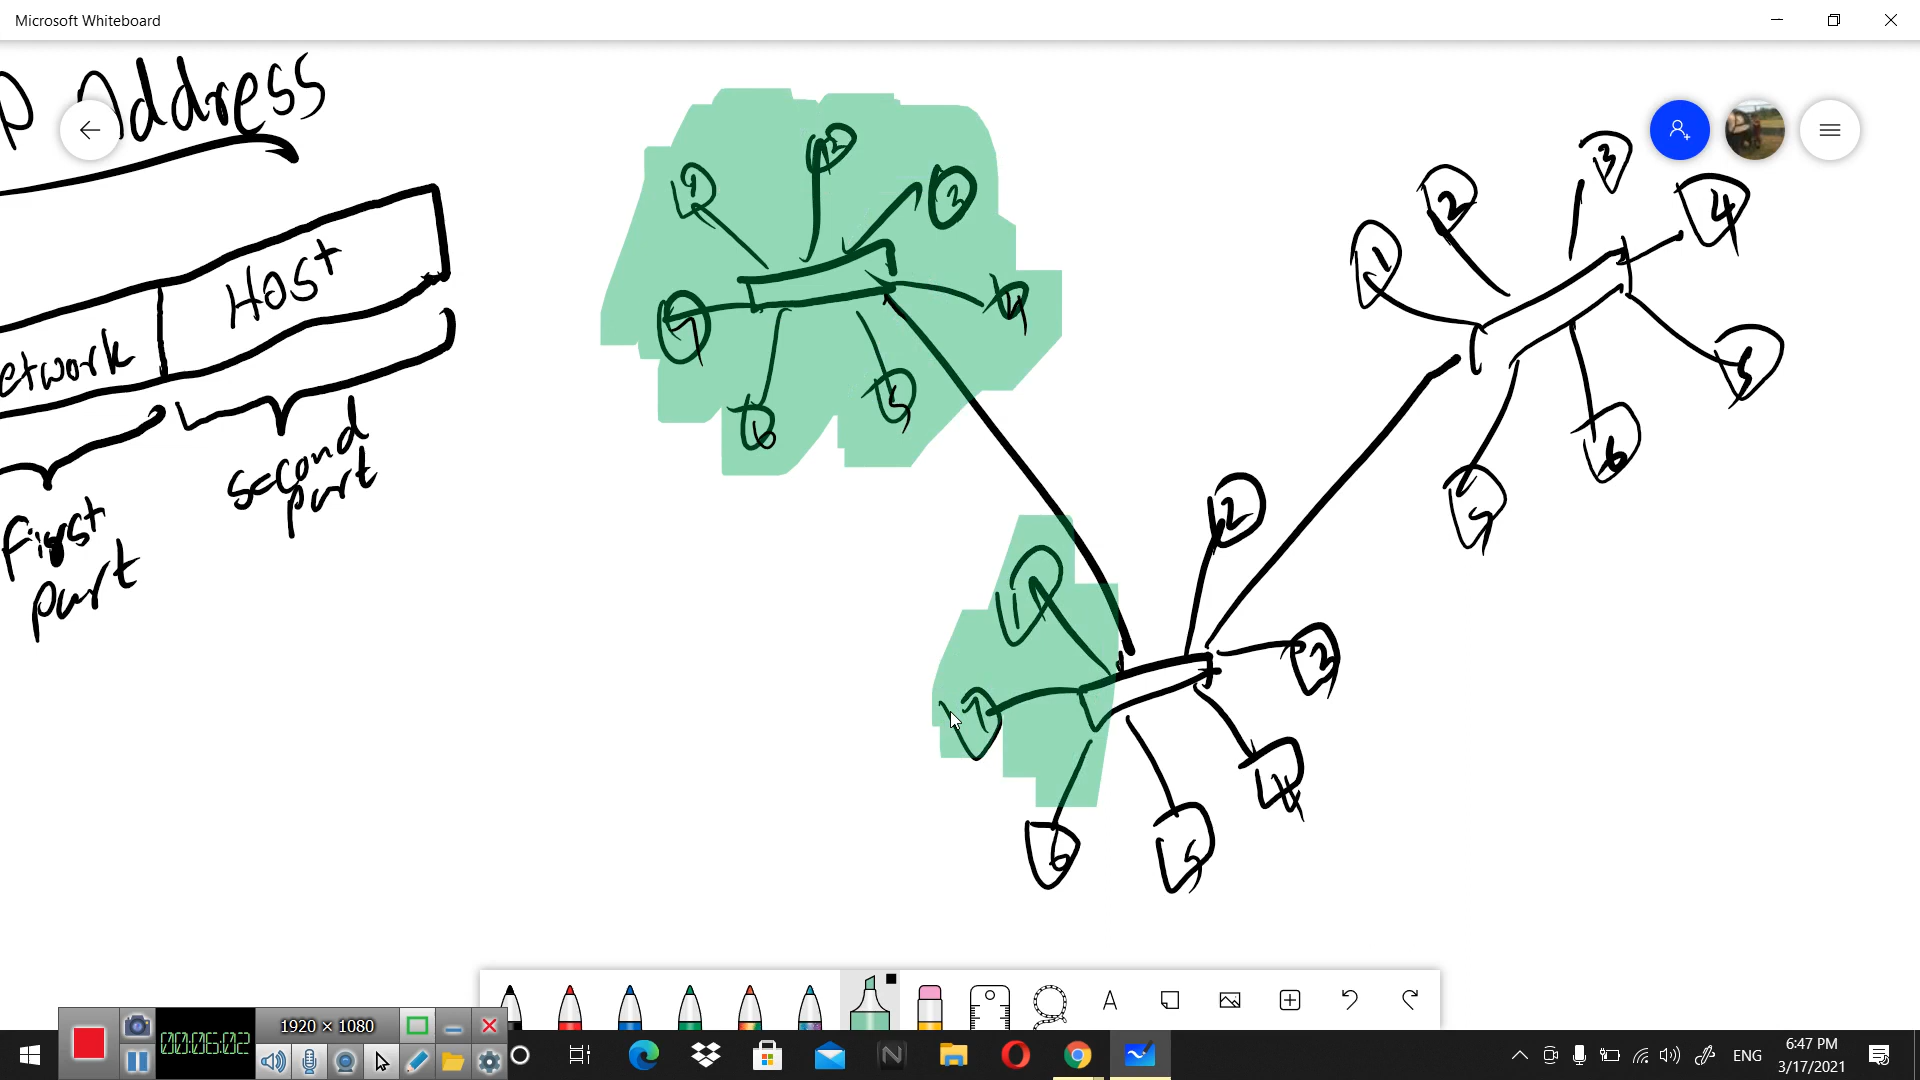 Microsoft Whiteboard
P Address
etwork
Host
First
part
second
part
1
2
3
4
5
6
7
1
2
3
4
5
6
5
1
2
3
4
5
6
7
A
00:06:02
1920 × 1080
N
ENG
6:47 PM
3/17/2021